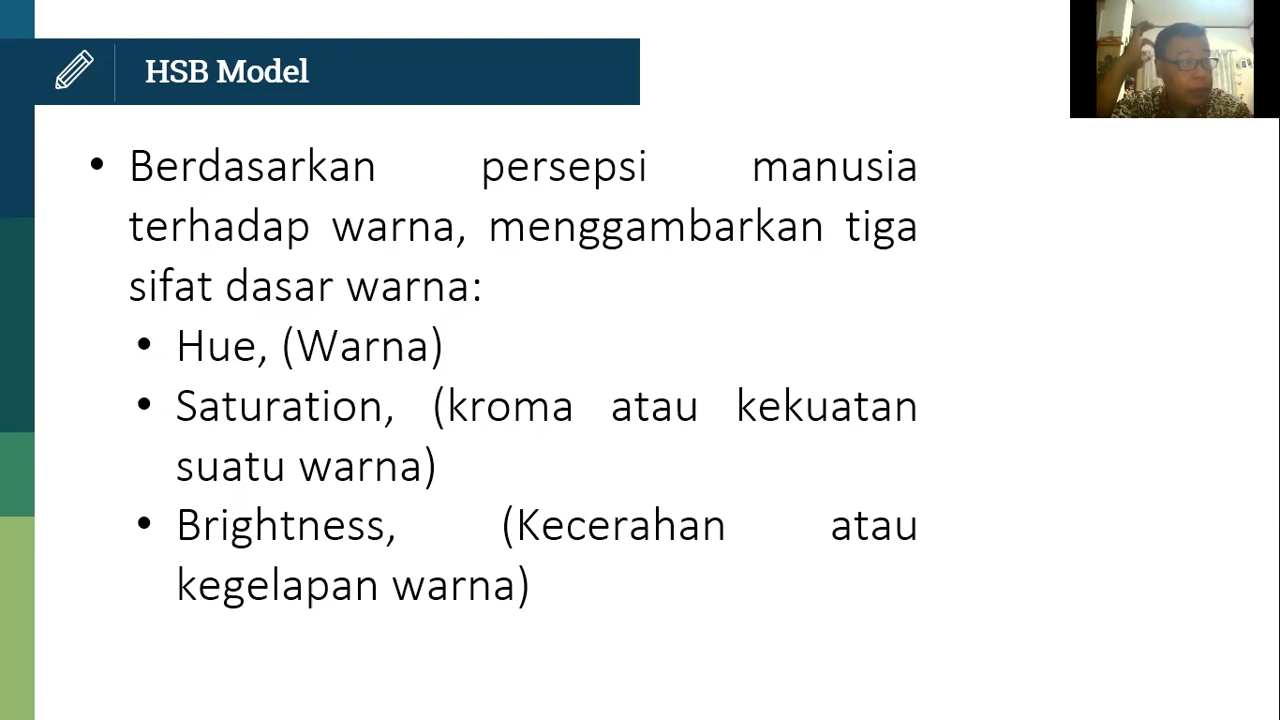 HSB Model
• Berdasarkan persepsi manusia
terhadap warna, menggambarkan tiga
sifat dasar warna:
• Hue, (Warna)
• Saturation, (kroma atau kekuatan
suatu warna)
• Brightness, (Kecerahan atau
kegelapan warna)